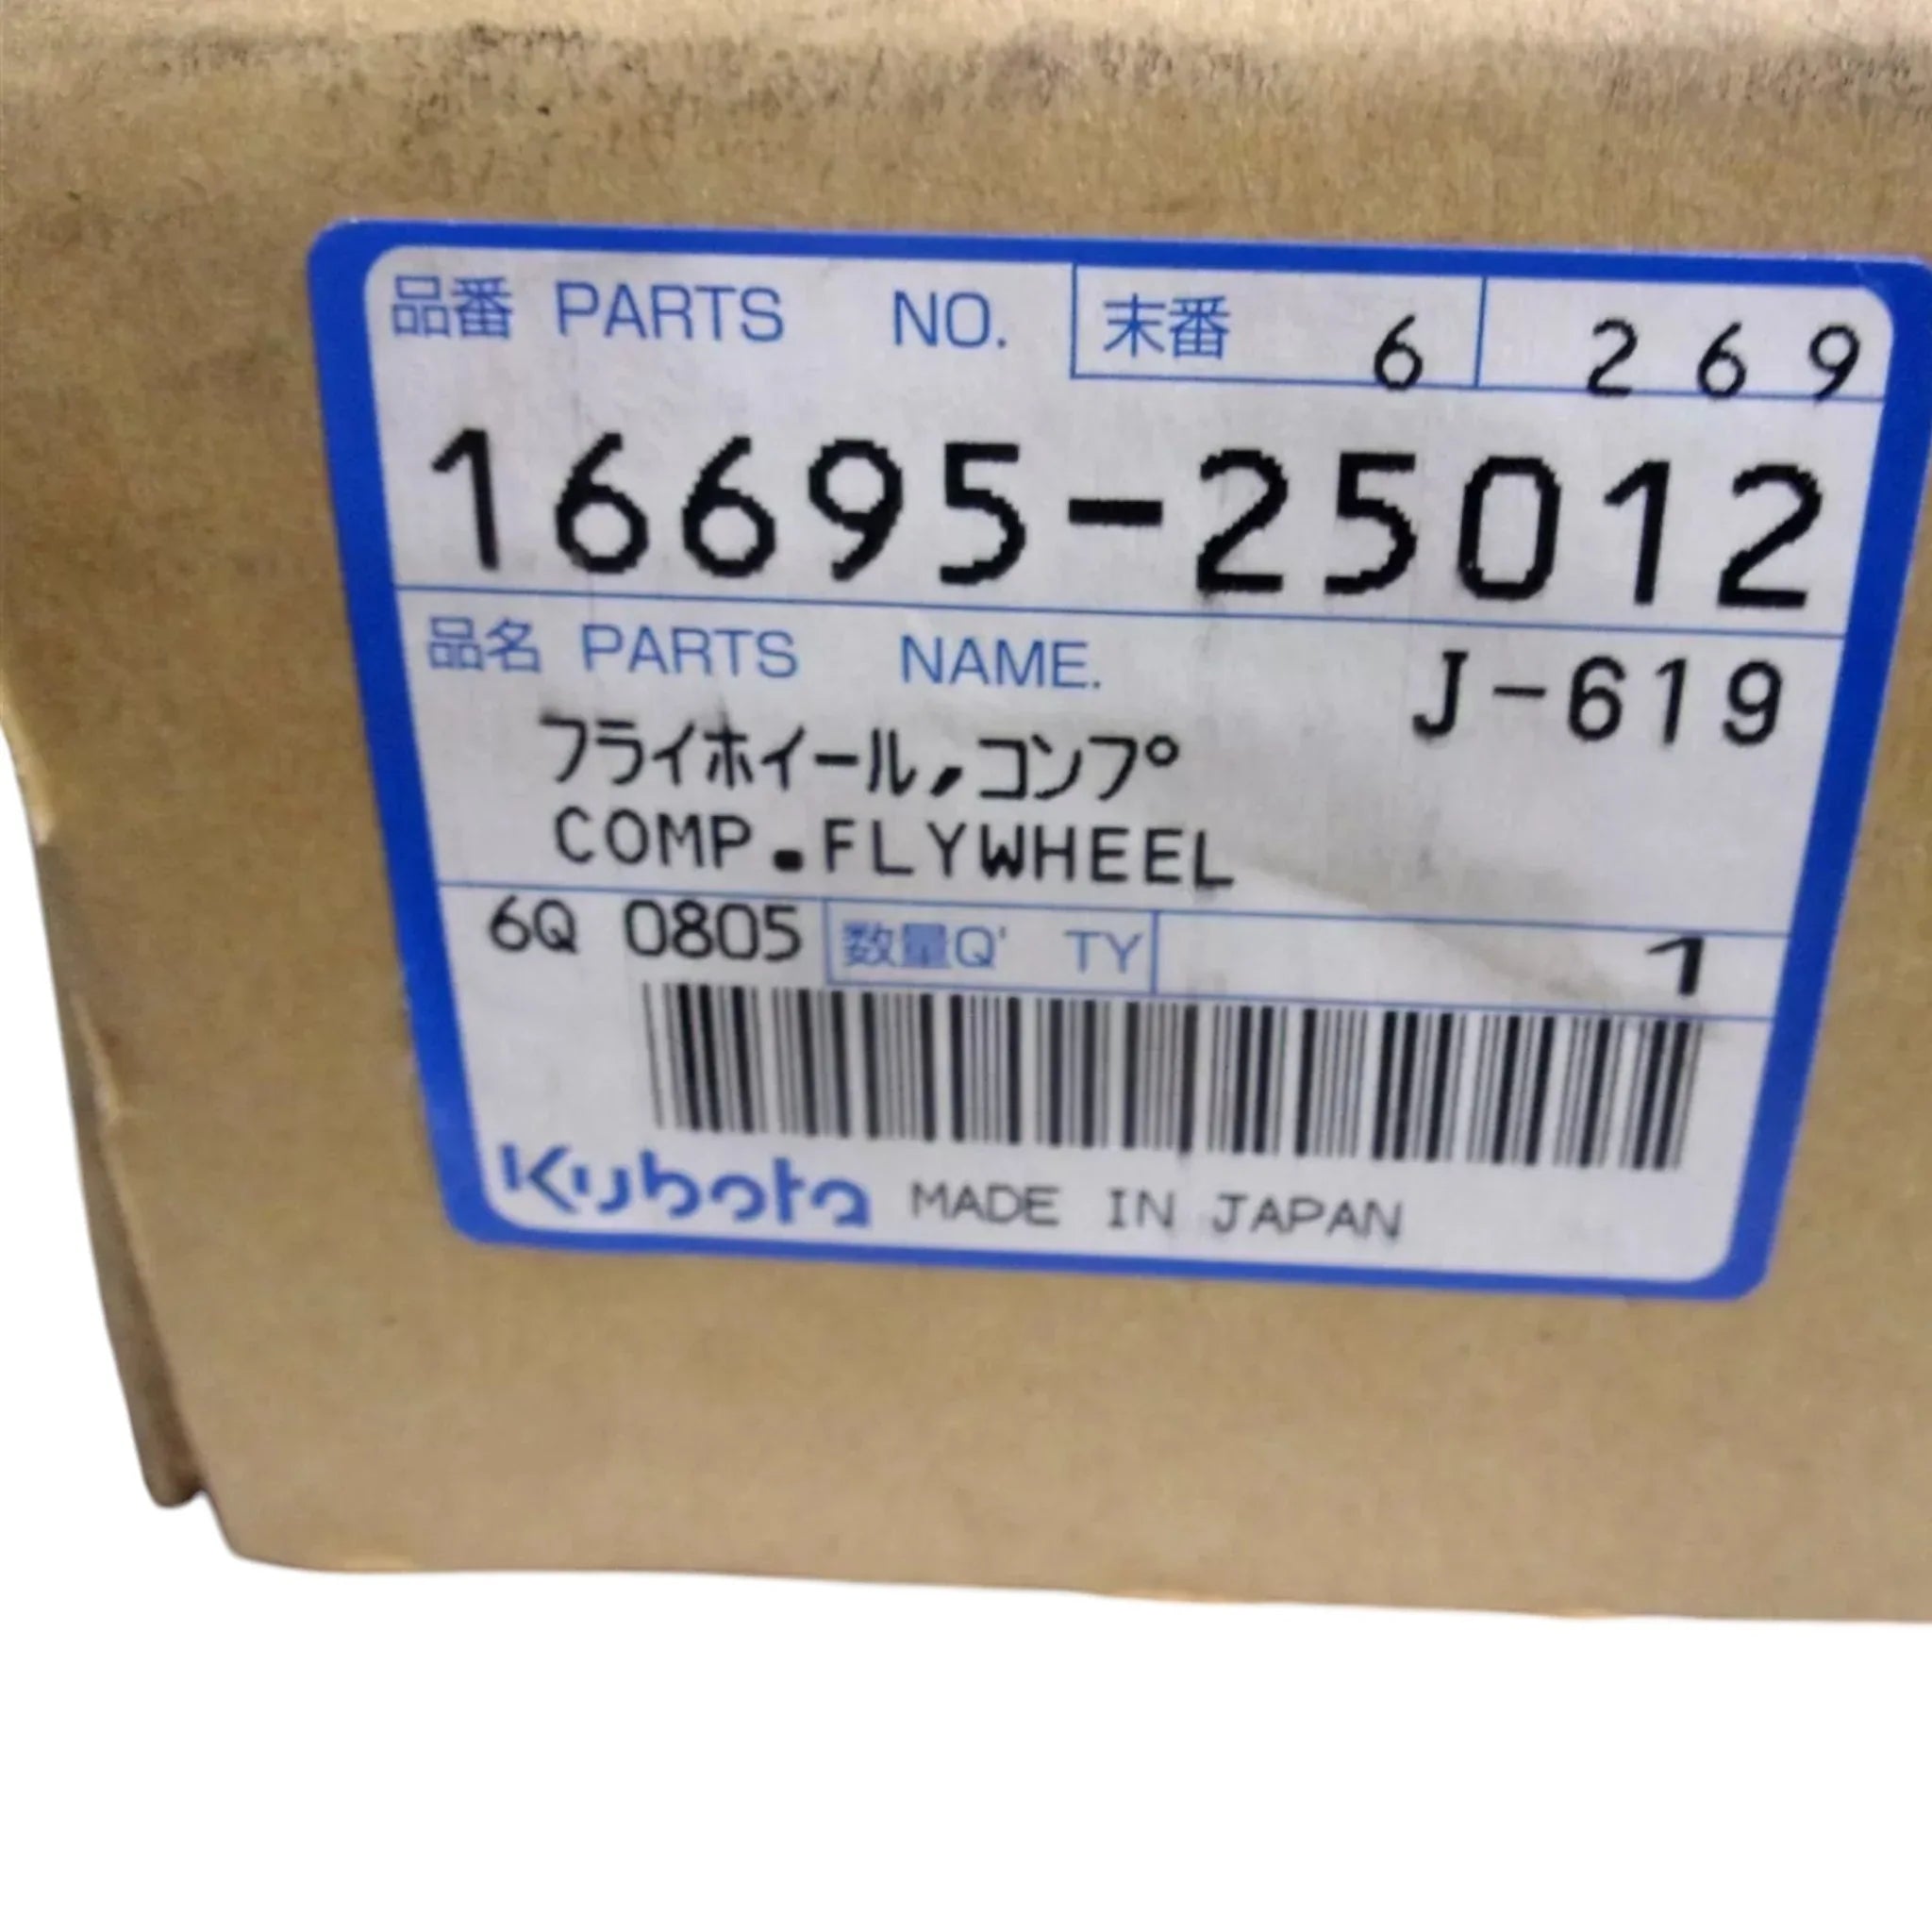 品番 PARTS NO. 末番 6 269
16695-25012
品名 PARTS NAME. J-619
フライホイール,コンプ
COMP.FLYWHEEL
6Q 0805 数量Q'TY 1
Kubota MADE IN JAPAN